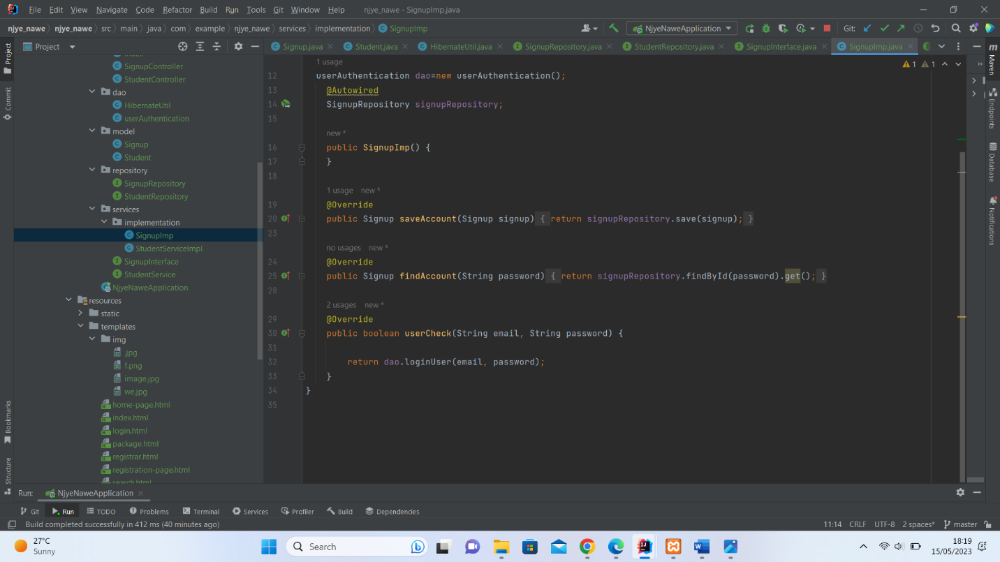 File Edit View Navigate Code Refactor Build Run Tools Git Window Help njye_nawe - SignupImp.java
njye_nawe njye_nawe src main java com example njye_nawe services implementation SignupImp NjyeNaweApplication Git:
Project
Signup.java Student.java HibernateUtil.java SignupRepository.java StudentRepository.java SignupInterface.java SignupImp.java
SignupController
StudentController
dao
HibernateUtil
userAuthentication
model
Signup
Student
repository
SignupRepository
StudentRepository
services
implementation
SignupImp
StudentServiceImpl
SignupInterface
StudentService
NjyeNaweApplication
resources
static
templates
img
.jpg
f.png
image.jpg
we.jpg
home-page.html
index.html
login.html
package.html
registrar.html
registration-page.html
search.html
1 usage
12 userAuthentication dao=new userAuthentication();
13 @Autowired
14 SignupRepository signupRepository;
15
new *
16 public SignupImp() {
17 }
18
1 usage new *
19 @Override
20 public Signup saveAccount(Signup signup) { return signupRepository.save(signup); }
23
no usages new *
24 @Override
25 public Signup findAccount(String password) { return signupRepository.findById(password).get(); }
28
2 usages new *
29 @Override
30 public boolean userCheck(String email, String password) {
31
32 return dao.loginUser(email, password);
33 }
34 }
35
1 1
Project
Commit
Bookmarks
Structure
Maven
Endpoints
Database
Notifications
Run: NjyeNaweApplication
Git Run TODO Problems Terminal Services Profiler Build Dependencies
Build completed successfully in 412 ms (40 minutes ago) 11:14 CRLF UTF-8 2 spaces* master
27°C
Sunny
Search
18:19
15/05/2023